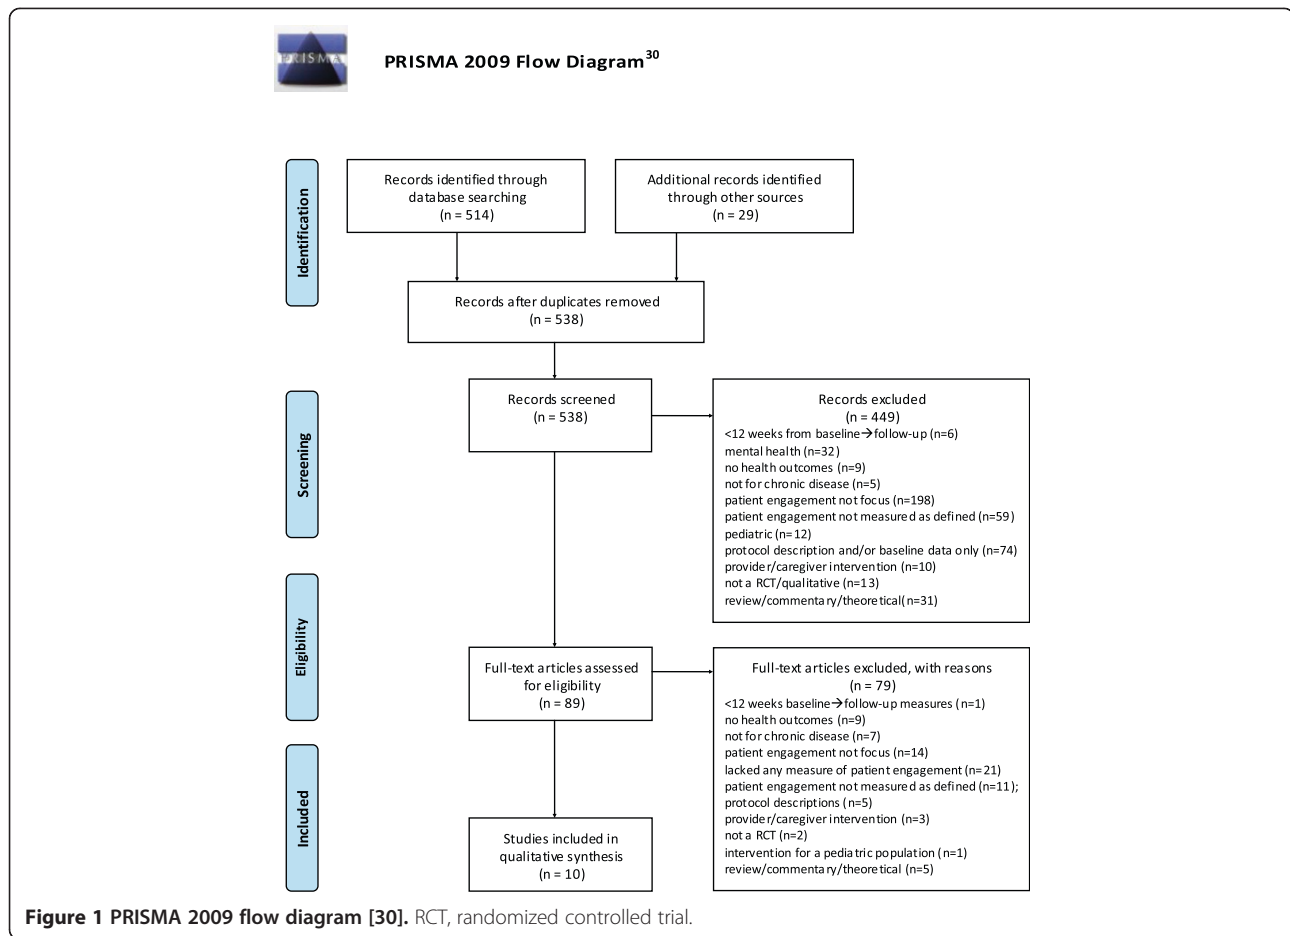 PRISMA
PRISMA 2009 Flow Diagram30
Identification
Records identified through
database searching
(n = 514)
Additional records identified
through other sources
(n = 29)
Records after duplicates removed
(n = 538)
Screening
Records screened
(n = 538)
Records excluded
(n = 449)
<12 weeks from baseline→follow-up (n=6)
mental health (n=32)
no health outcomes (n=9)
not for chronic disease (n=5)
patient engagement not focus (n=198)
patient engagement not measured as defined (n=59)
pediatric (n=12)
protocol description and/or baseline data only (n=74)
provider/caregiver intervention (n=10)
not a RCT/qualitative (n=13)
review/commentary/theoretical(n=31)
Eligibility
Full-text articles assessed
for eligibility
(n = 89)
Full-text articles excluded, with reasons
(n = 79)
<12 weeks baseline→follow-up measures (n=1)
no health outcomes (n=9)
not for chronic disease (n=7)
patient engagement not focus (n=14)
lacked any measure of patient engagement (n=21)
patient engagement not measured as defined (n=11);
protocol descriptions (n=5)
provider/caregiver intervention (n=3)
not a RCT (n=2)
intervention for a pediatric population (n=1)
review/commentary/theoretical (n=5)
Included
Studies included in
qualitative synthesis
(n = 10)
Figure 1 PRISMA 2009 flow diagram [30]. RCT, randomized controlled trial.